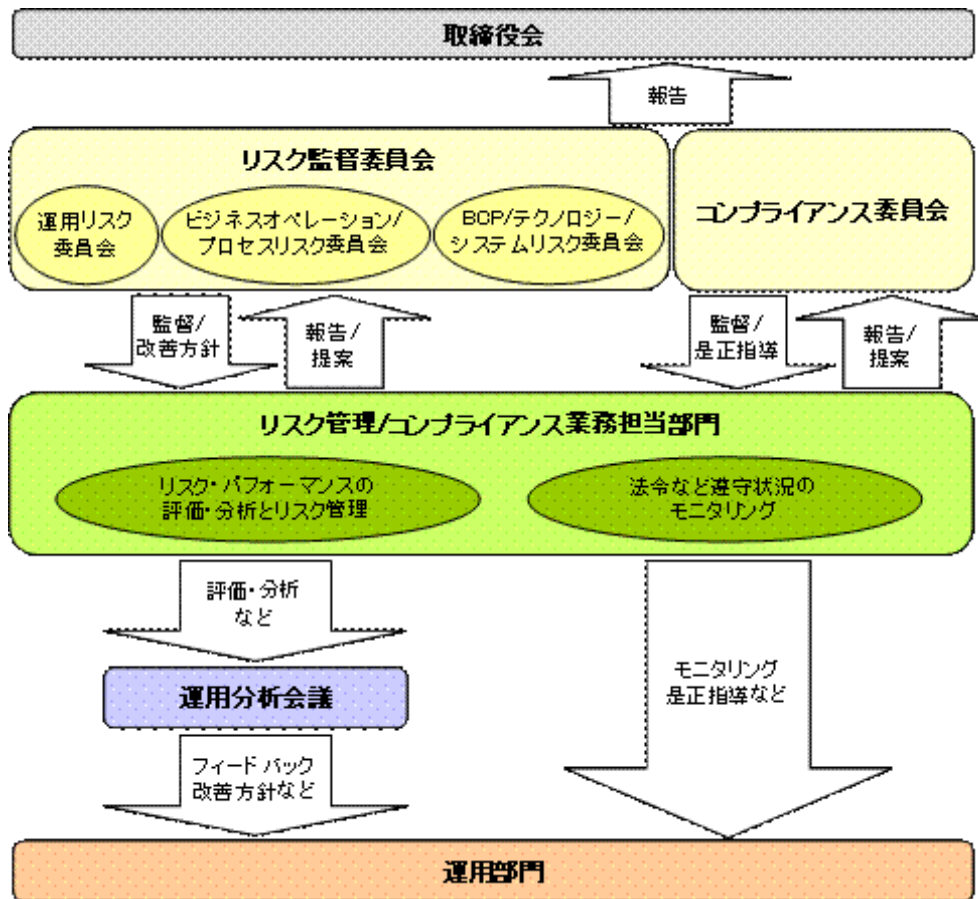 取締役会
報告
リスク監督委員会
運用リスク
委員会
ビジネスオペレーション/
プロセスリスク委員会
BCP/テクノロジー/
システムリスク委員会
コンプライアンス委員会
監督/
改善方針
報告/
提案
監督/
是正指導
報告/
提案
リスク管理/コンプライアンス業務担当部門
リスク・パフォーマンスの
評価・分析とリスク管理
法令など遵守状況の
モニタリング
評価・分析
など
運用分析会議
モニタリング
是正指導など
フィードバック
改善方針など
運用部門